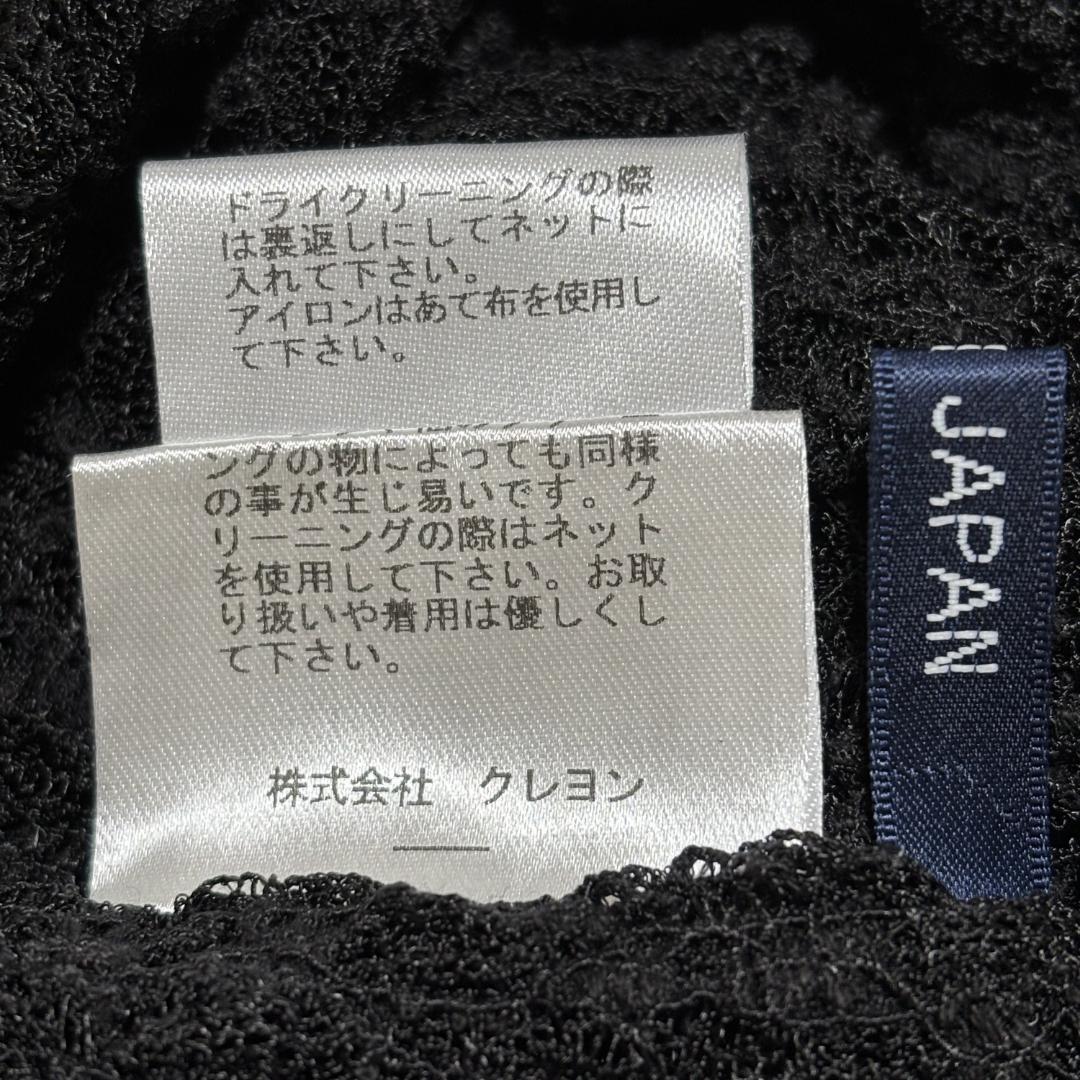 ドライクリーニングの際
は裏返しにしてネットに
入れて下さい。
アイロンはあて布を使用し
て下さい。
ングの物によっても同様
の事が生じ易いです。ク
リーニングの際はネット
を使用して下さい。お取
り扱いや着用は優しくし
て下さい。
株式会社 クレヨン
JAPAN